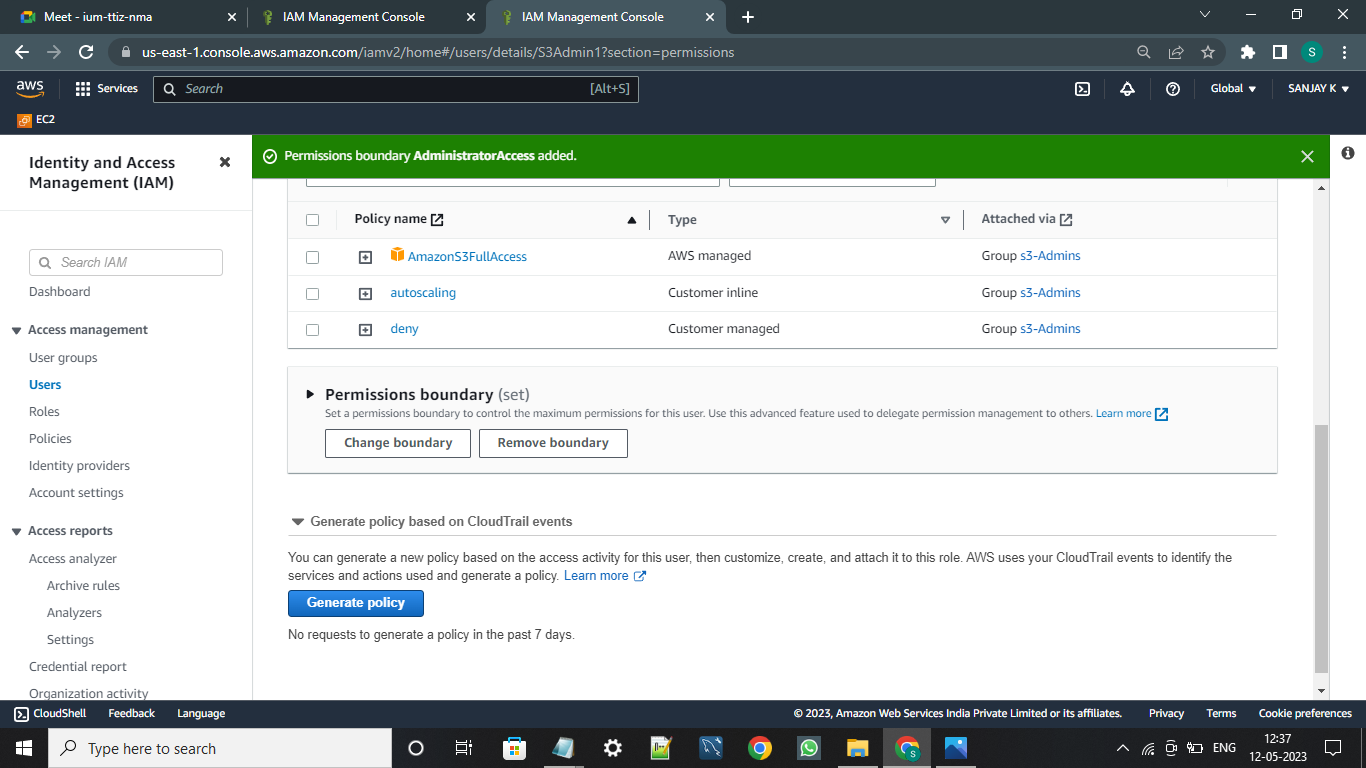 Meet - ium-ttiz-nma
IAM Management Console
IAM Management Console
us-east-1.console.aws.amazon.com/iamv2/home#/users/details/S3Admin1?section=permissions
S
aws
Services
Search
[Alt+S]
Global
SANJAY K
EC2
Identity and Access
Management (IAM)
Search IAM
Dashboard
Access management
User groups
Users
Roles
Policies
Identity providers
Account settings
Access reports
Access analyzer
Archive rules
Analyzers
Settings
Credential report
Organization activity
Permissions boundary AdministratorAccess added.
Policy name Type Attached via
AmazonS3FullAccess AWS managed Group s3-Admins
autoscaling Customer inline Group s3-Admins
deny Customer managed Group s3-Admins
Permissions boundary (set)
Set a permissions boundary to control the maximum permissions for this user. Use this advanced feature used to delegate permission management to others. Learn more
Change boundary
Remove boundary
Generate policy based on CloudTrail events
You can generate a new policy based on the access activity for this user, then customize, create, and attach it to this role. AWS uses your CloudTrail events to identify the
services and actions used and generate a policy. Learn more
Generate policy
No requests to generate a policy in the past 7 days.
CloudShell Feedback Language
© 2023, Amazon Web Services India Private Limited or its affiliates. Privacy Terms Cookie preferences
Type here to search
S
ENG
12:37
12-05-2023